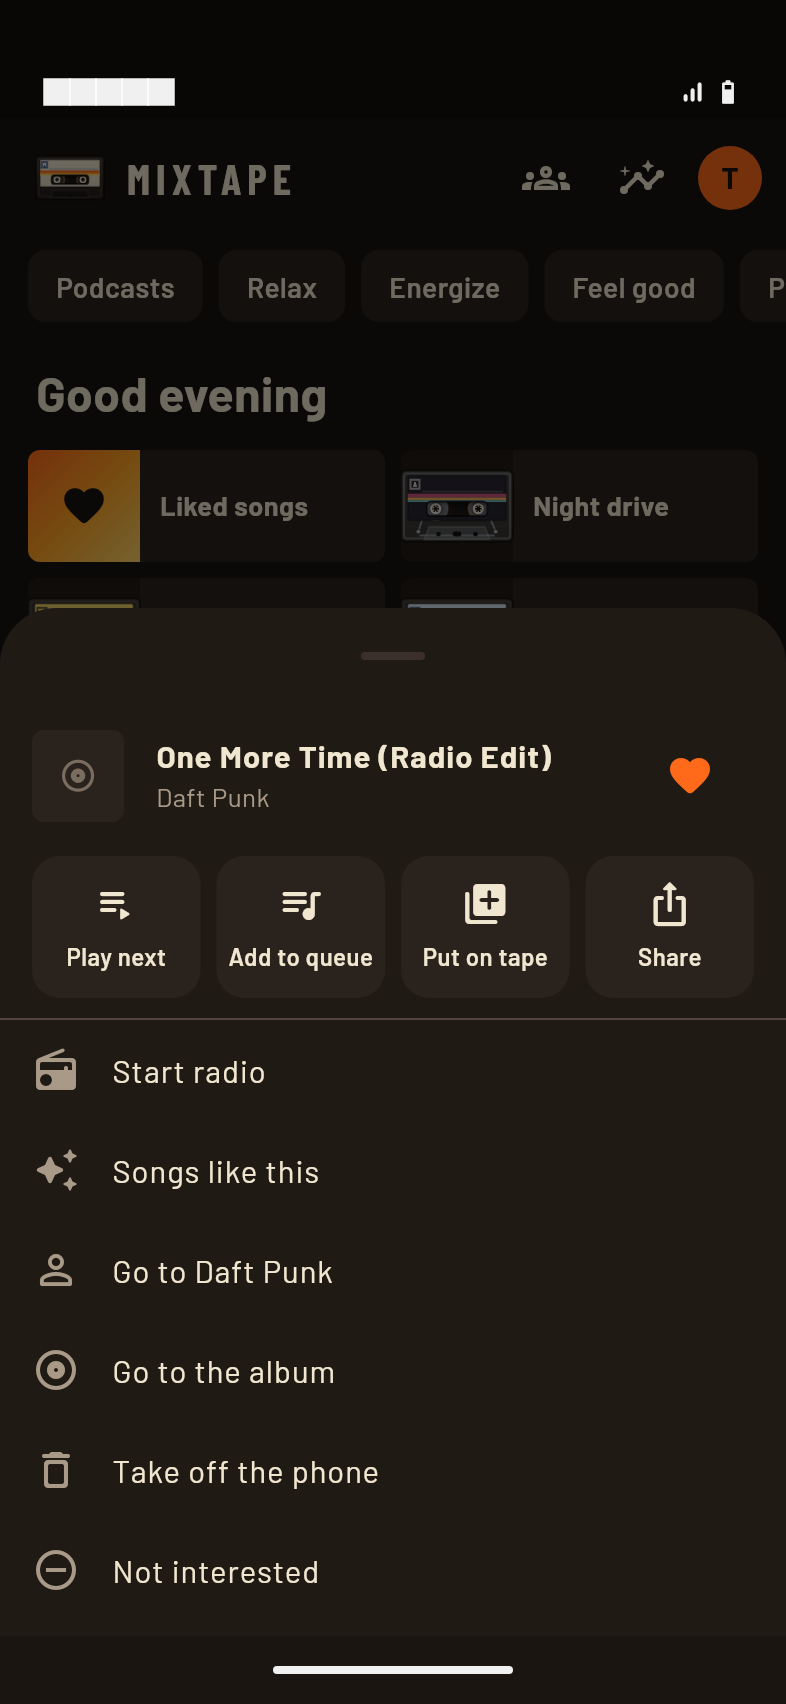 MIXTAPE
T
Podcasts
Relax
Energize
Feel good
P
Good evening
Liked songs
A
Night drive
One More Time (Radio Edit)
Daft Punk
Play next
Add to queue
Put on tape
Share
Start radio
Songs like this
Go to Daft Punk
Go to the album
Take off the phone
Not interested